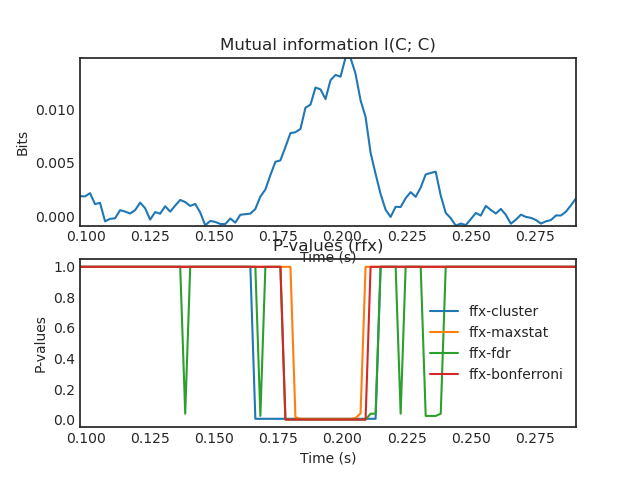 Mutual information I(C; C)
Bits
0.010
0.005
0.000
0.100 0.125 0.150 0.175 0.200 0.225 0.250 0.275
Time (s)
P-values (rfx)
P-values
1.0
0.8
0.6
0.4
0.2
0.0
ffx-cluster
ffx-maxstat
ffx-fdr
ffx-bonferroni
0.100 0.125 0.150 0.175 0.200 0.225 0.250 0.275
Time (s)